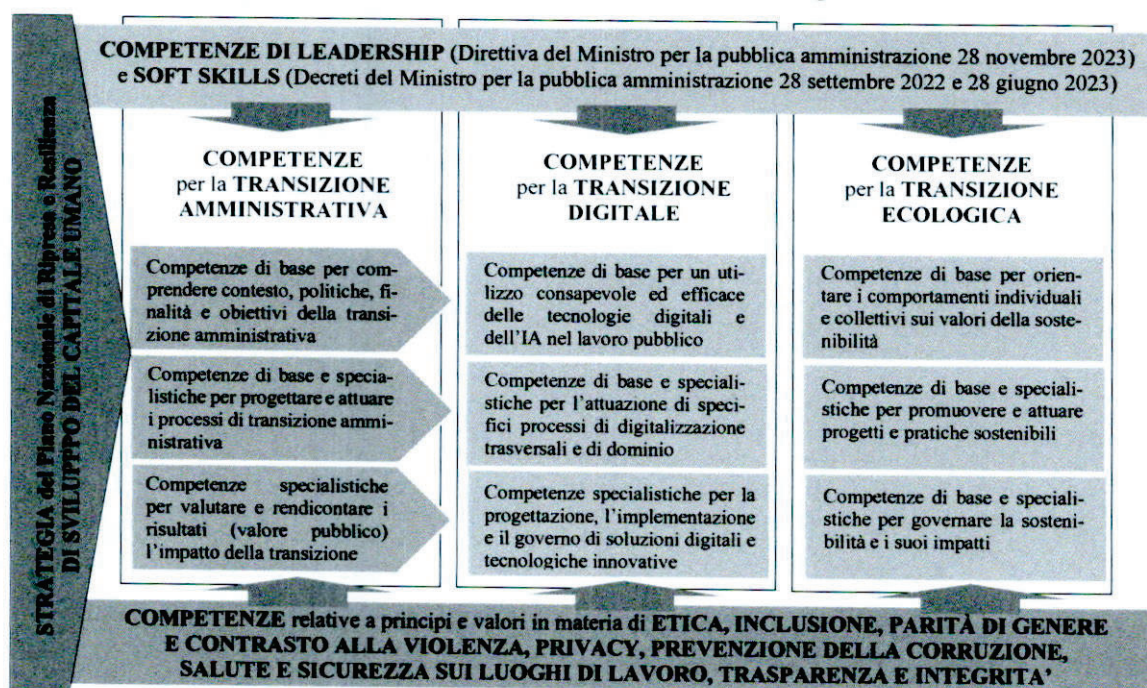 COMPETENZE DI LEADERSHIP (Direttiva del Ministro per la pubblica amministrazione 28 novembre 2023)
e SOFT SKILLS (Decreti del Ministro per la pubblica amministrazione 28 settembre 2022 e 28 giugno 2023)
STRATEGIA del Piano Nazionale di Ripresa e Resilienza
DI SVILUPPO DEL CAPITALE UMANO
COMPETENZE
per la TRANSIZIONE
AMMINISTRATIVA
Competenze di base per com-
prendere contesto, politiche, fi-
nalità e obiettivi della transi-
zione amministrativa
Competenze di base e specia-
listiche per progettare e attuare
i processi di transizione ammi-
nistrativa
Competenze specialistiche
per valutare e rendicontare i
risultati (valore pubblico)
l'impatto della transizione
COMPETENZE
per la TRANSIZIONE
DIGITALE
Competenze di base per un uti-
lizzo consapevole ed efficace
delle tecnologie digitali e
dell'IA nel lavoro pubblico
Competenze di base e speciali-
stiche per l'attuazione di speci-
fici processi di digitalizzazione
trasversali e di dominio
Competenze specialistiche per la
progettazione, l'implementazione
e il governo di soluzioni digitali e
tecnologiche innovative
COMPETENZE
per la TRANSIZIONE
ECOLOGICA
Competenze di base per orien-
tare i comportamenti individuali
e collettivi sui valori della soste-
nibilità
Competenze di base e speciali-
stiche per promuovere e attuare
progetti e pratiche sostenibili
Competenze di base e speciali-
stiche per governare la sosteni-
bilità e i suoi impatti
COMPETENZE relative a principi e valori in materia di ETICA, INCLUSIONE, PARITÀ DI GENERE
E CONTRASTO ALLA VIOLENZA, PRIVACY, PREVENZIONE DELLA CORRUZIONE,
SALUTE E SICUREZZA SUI LUOGHI DI LAVORO, TRASPARENZA E INTEGRITA'